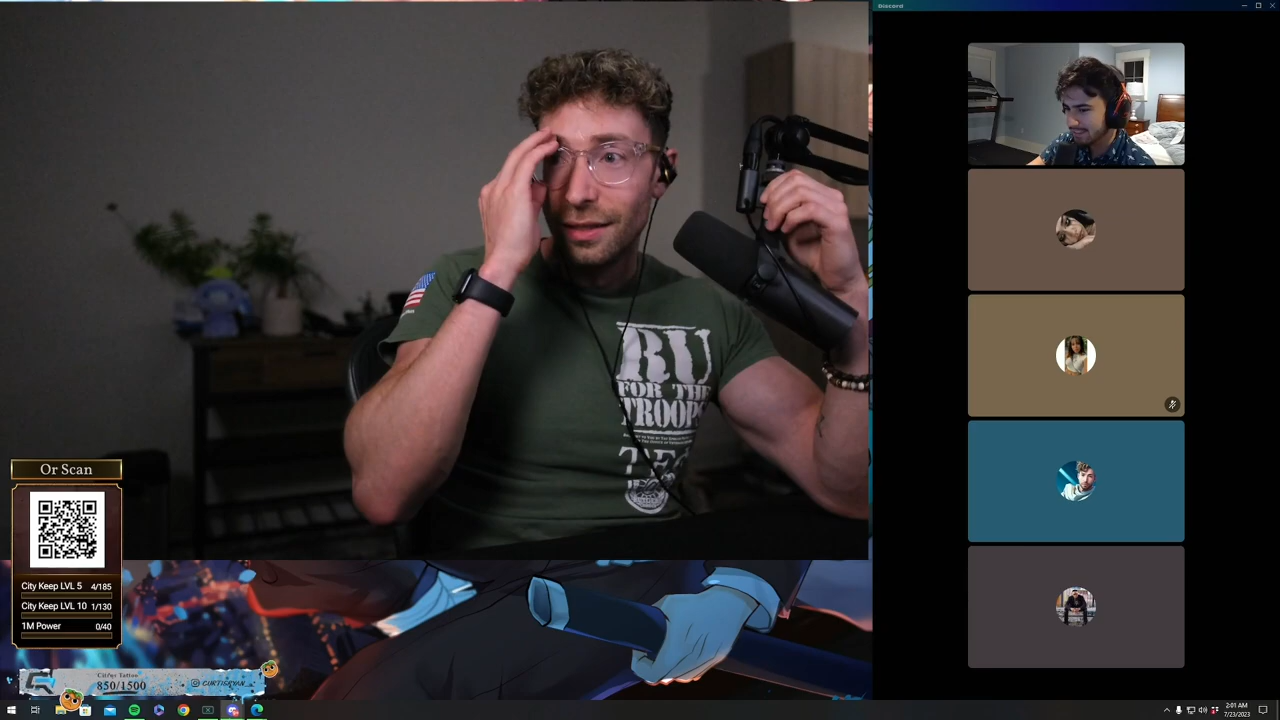 Discord
RU
FOR THE
TROOPS
Or Scan
City Keep LVL 5 4/185
City Keep LVL 10 1/130
1M Power 0/40
850/1500
CURTISRYAN_
2:01 AM
7/23/2023